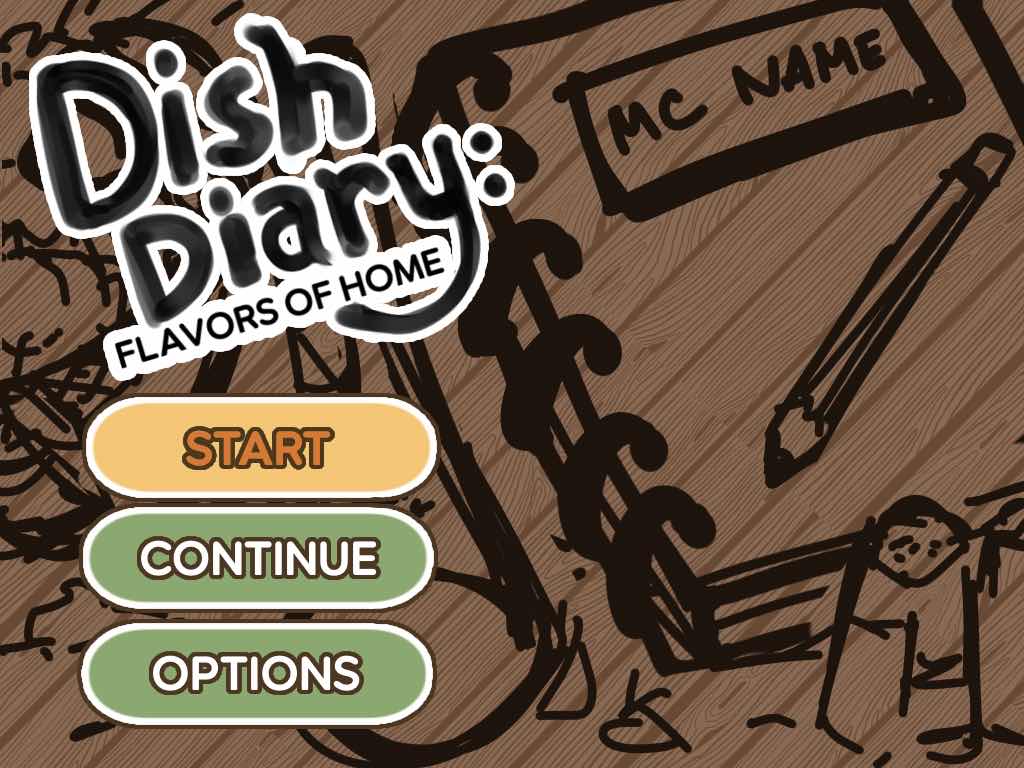 Dish
Diary:
FLAVORS OF HOME
MC NAME
START
CONTINUE
OPTIONS